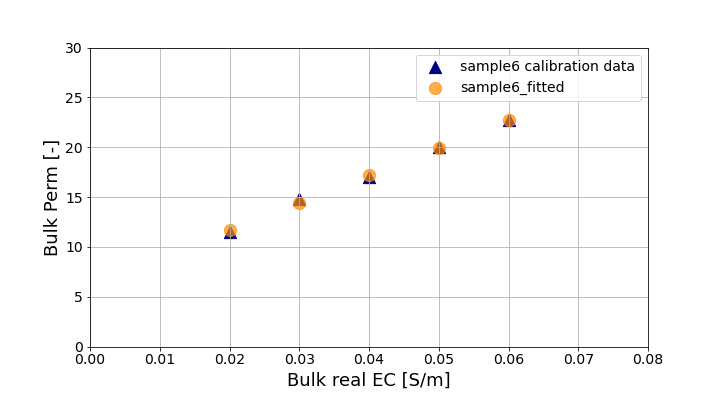 30
25
20
15
10
5
0
Bulk Perm [-]
sample6 calibration data
sample6_fitted
0.00 0.01 0.02 0.03 0.04 0.05 0.06 0.07 0.08
Bulk real EC [S/m]